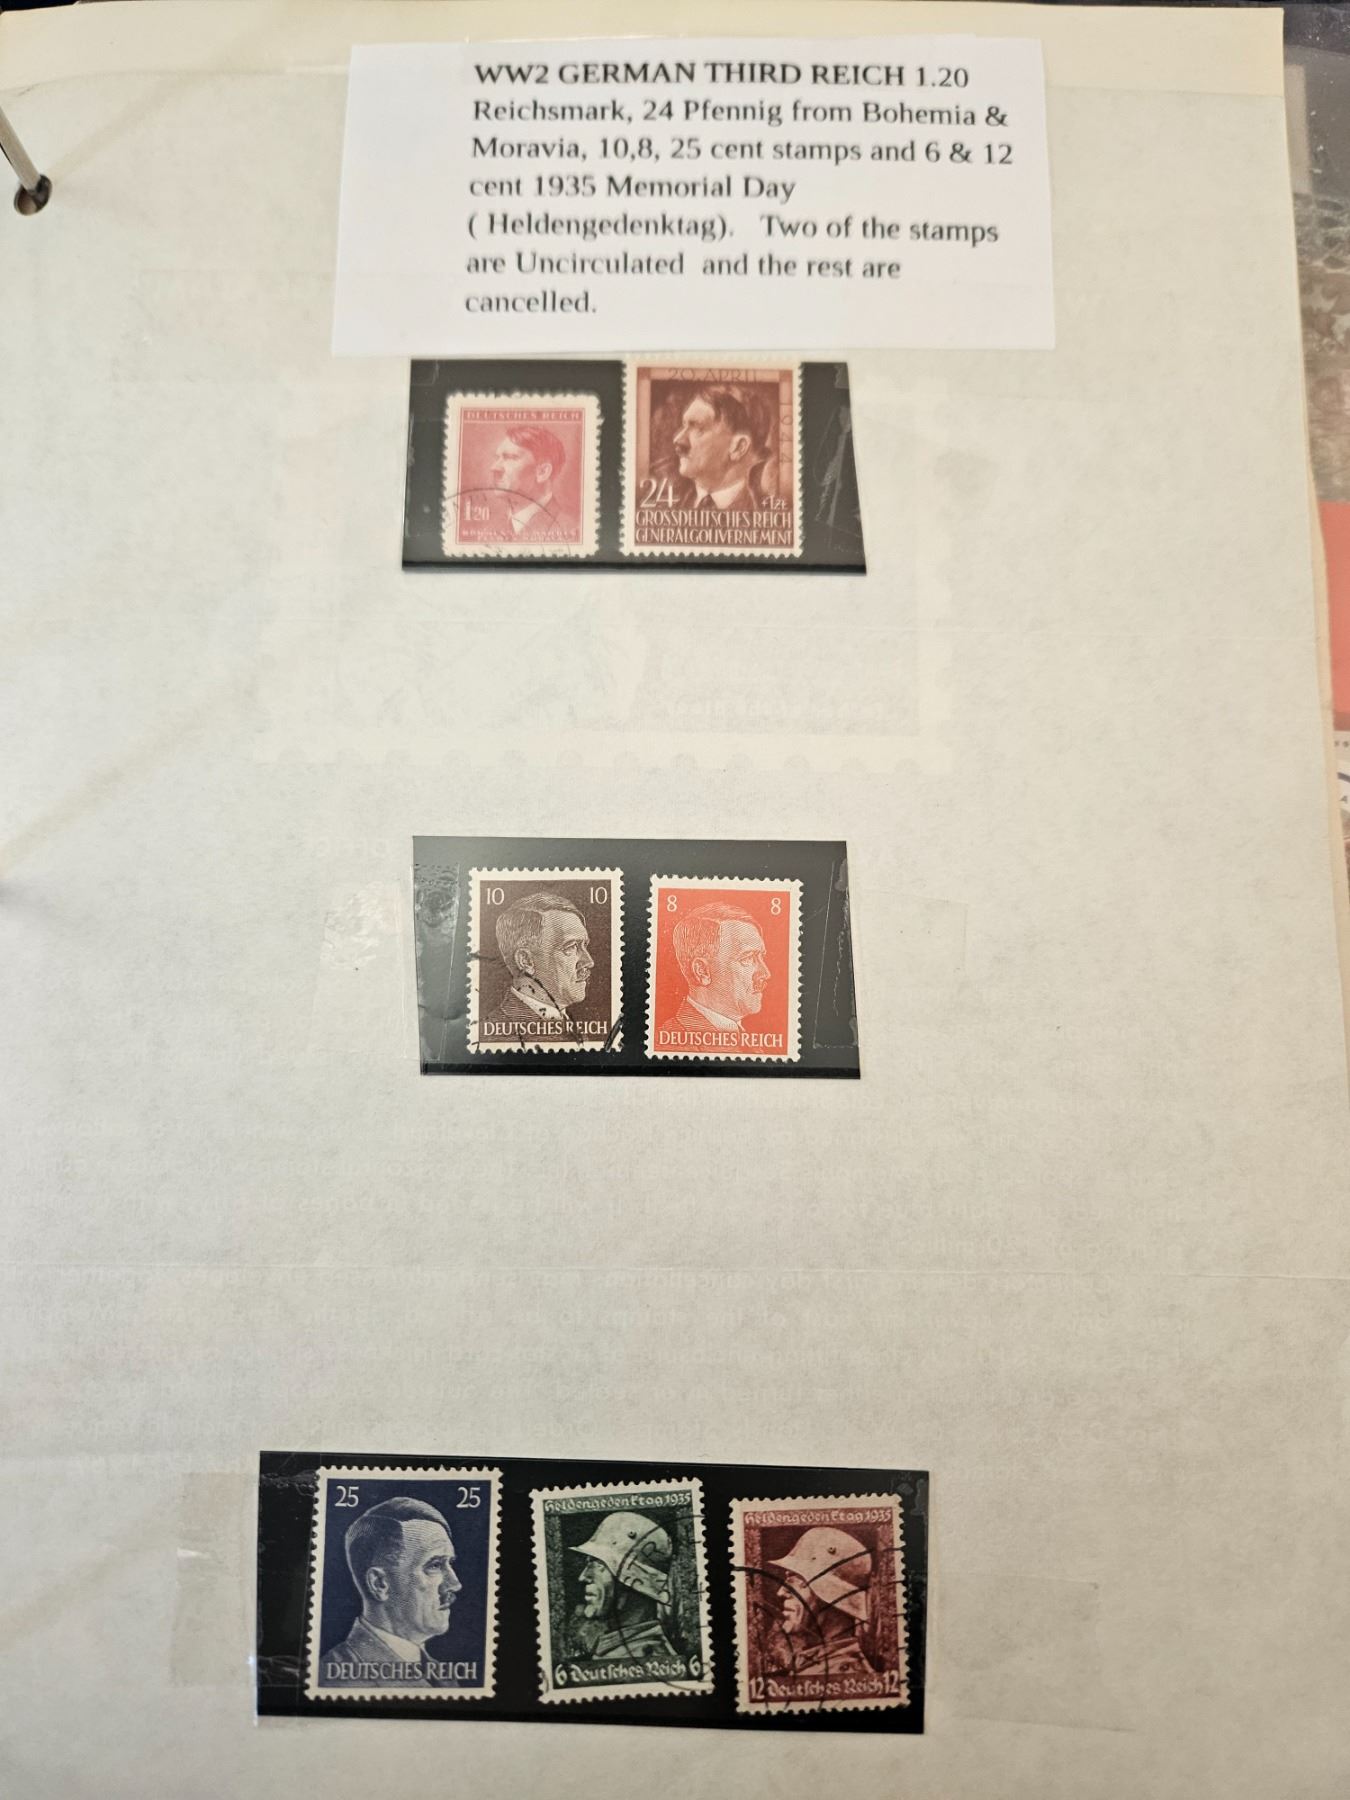 WW2 GERMAN THIRD REICH 1.20
Reichsmark, 24 Pfennig from Bohemia &
Moravia, 10,8, 25 cent stamps and 6 & 12
cent 1935 Memorial Day
( Heldengedenktag). Two of the stamps
are Uncirculated and the rest are
cancelled.
DEUTSCHES REICH
1.20
20. APRIL
1944
24 +1Zł
GROSSDEUTSCHES REICH
GENERALGOUVERNEMENT
10 10
DEUTSCHES REICH
8 8
DEUTSCHES REICH
25 25
DEUTSCHES REICH
Heldengedenktag 1935
6 Deutsches Reich 6
Heldengedenktag 1935
12 Deutsches Reich 12